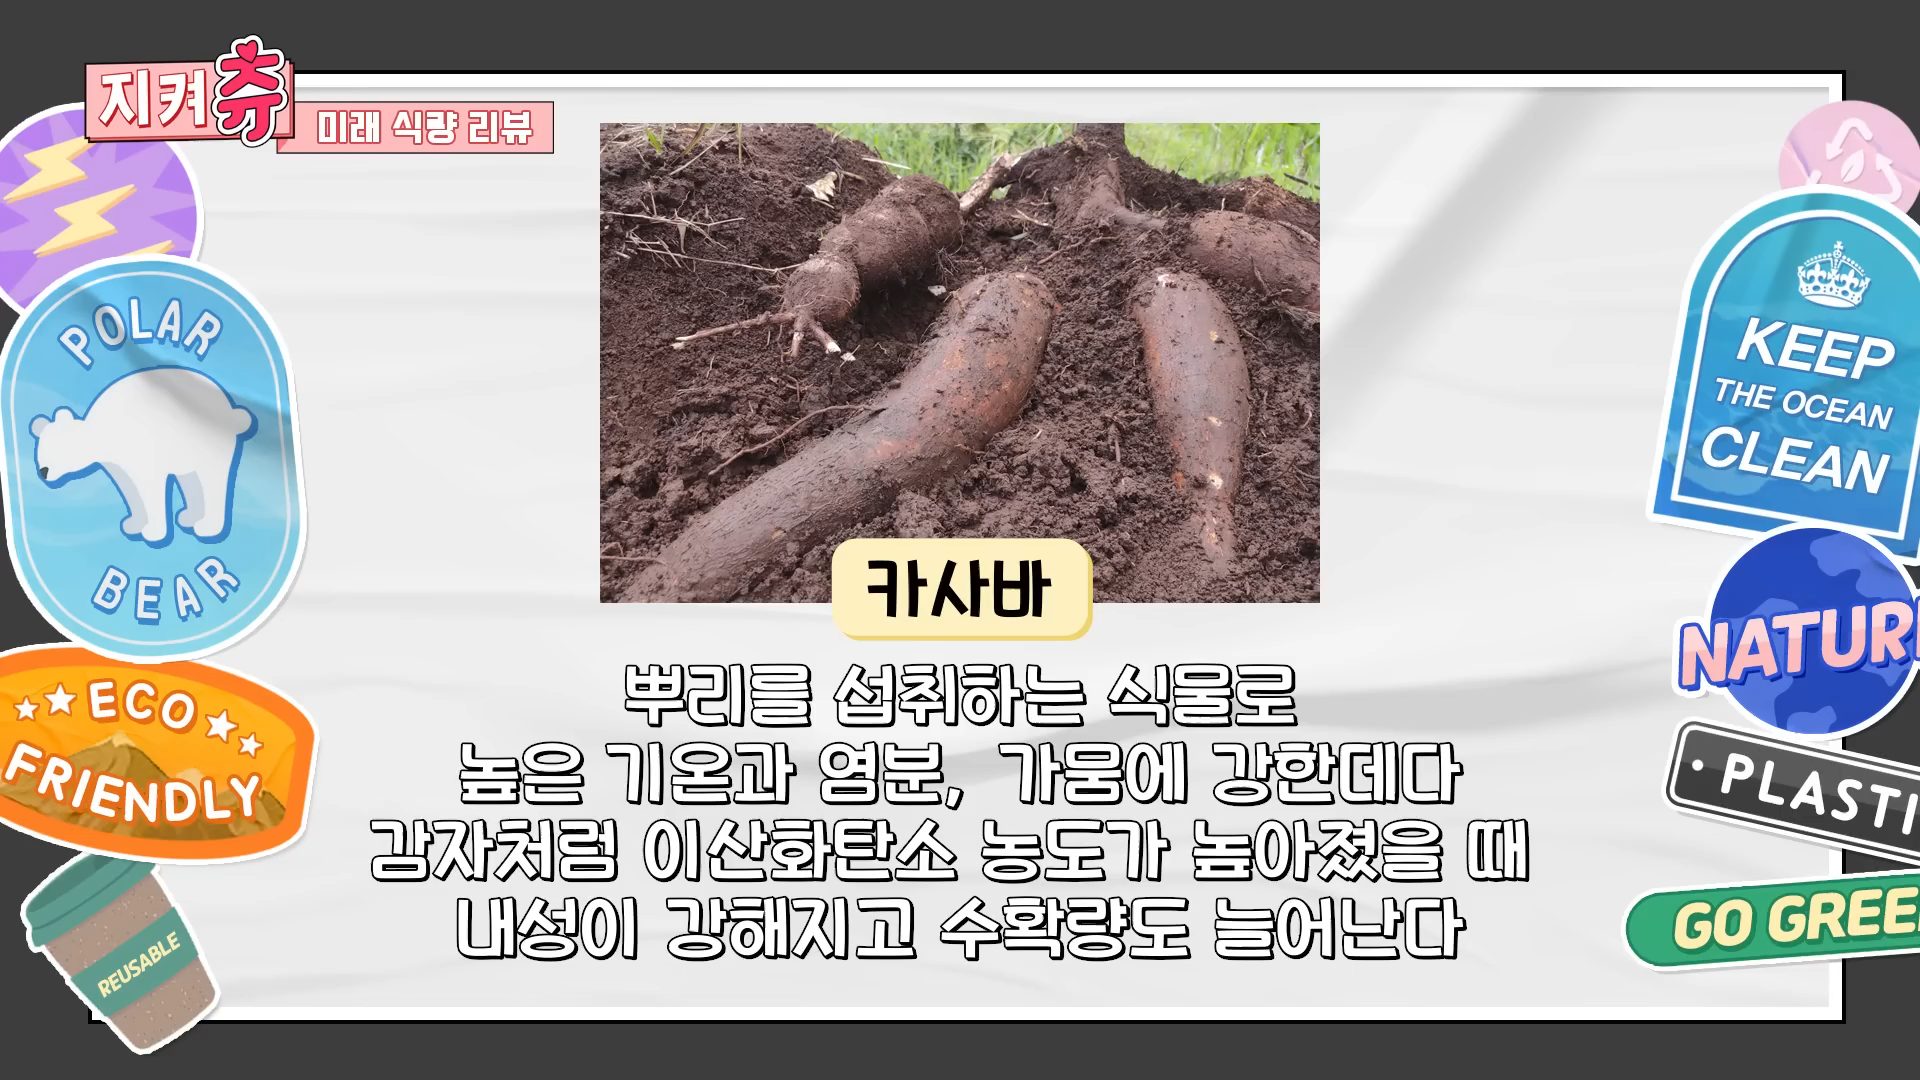 지켜츄
미래 식량 리뷰
POLAR
BEAR
ECO
FRIENDLY
REUSABLE
카사바
뿌리를 섭취하는 식물로
높은 기온과 염분, 가뭄에 강한데다
감자처럼 이산화탄소 농도가 높아졌을 때
내성이 강해지고 수확량도 늘어난다
KEEP
THE OCEAN
CLEAN
NATUR
PLASTI
GO GREE